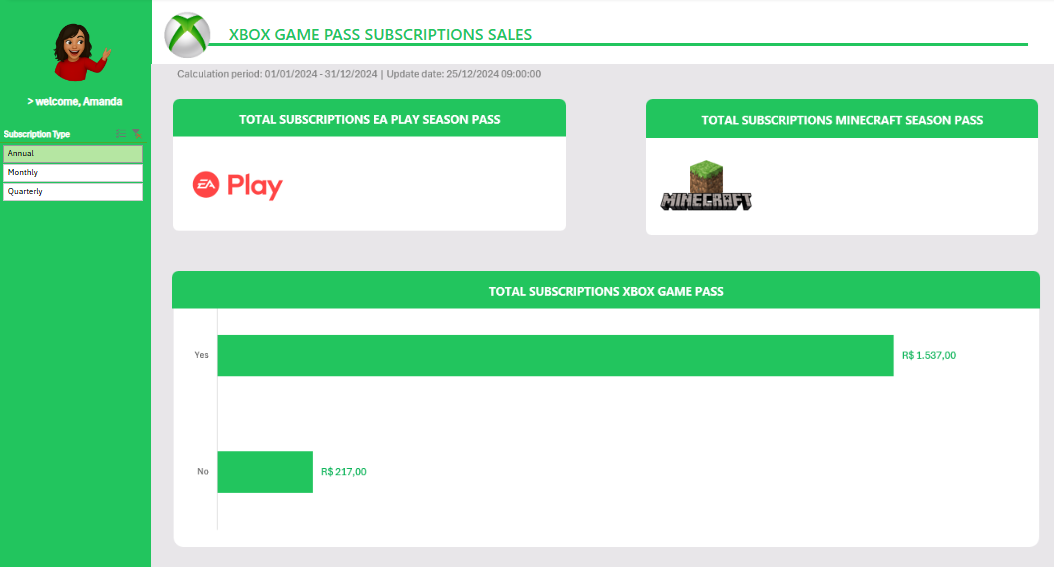 XBOX GAME PASS SUBSCRIPTIONS SALES
Calculation period: 01/01/2024 - 31/12/2024 | Update date: 25/12/2024 09:00:00
> welcome, Amanda
Subscription Type
Annual
Monthly
Quarterly
TOTAL SUBSCRIPTIONS EA PLAY SEASON PASS
EA Play
TOTAL SUBSCRIPTIONS MINECRAFT SEASON PASS
MINECRAFT
TOTAL SUBSCRIPTIONS XBOX GAME PASS
Yes
R$ 1.537,00
No
R$ 217,00